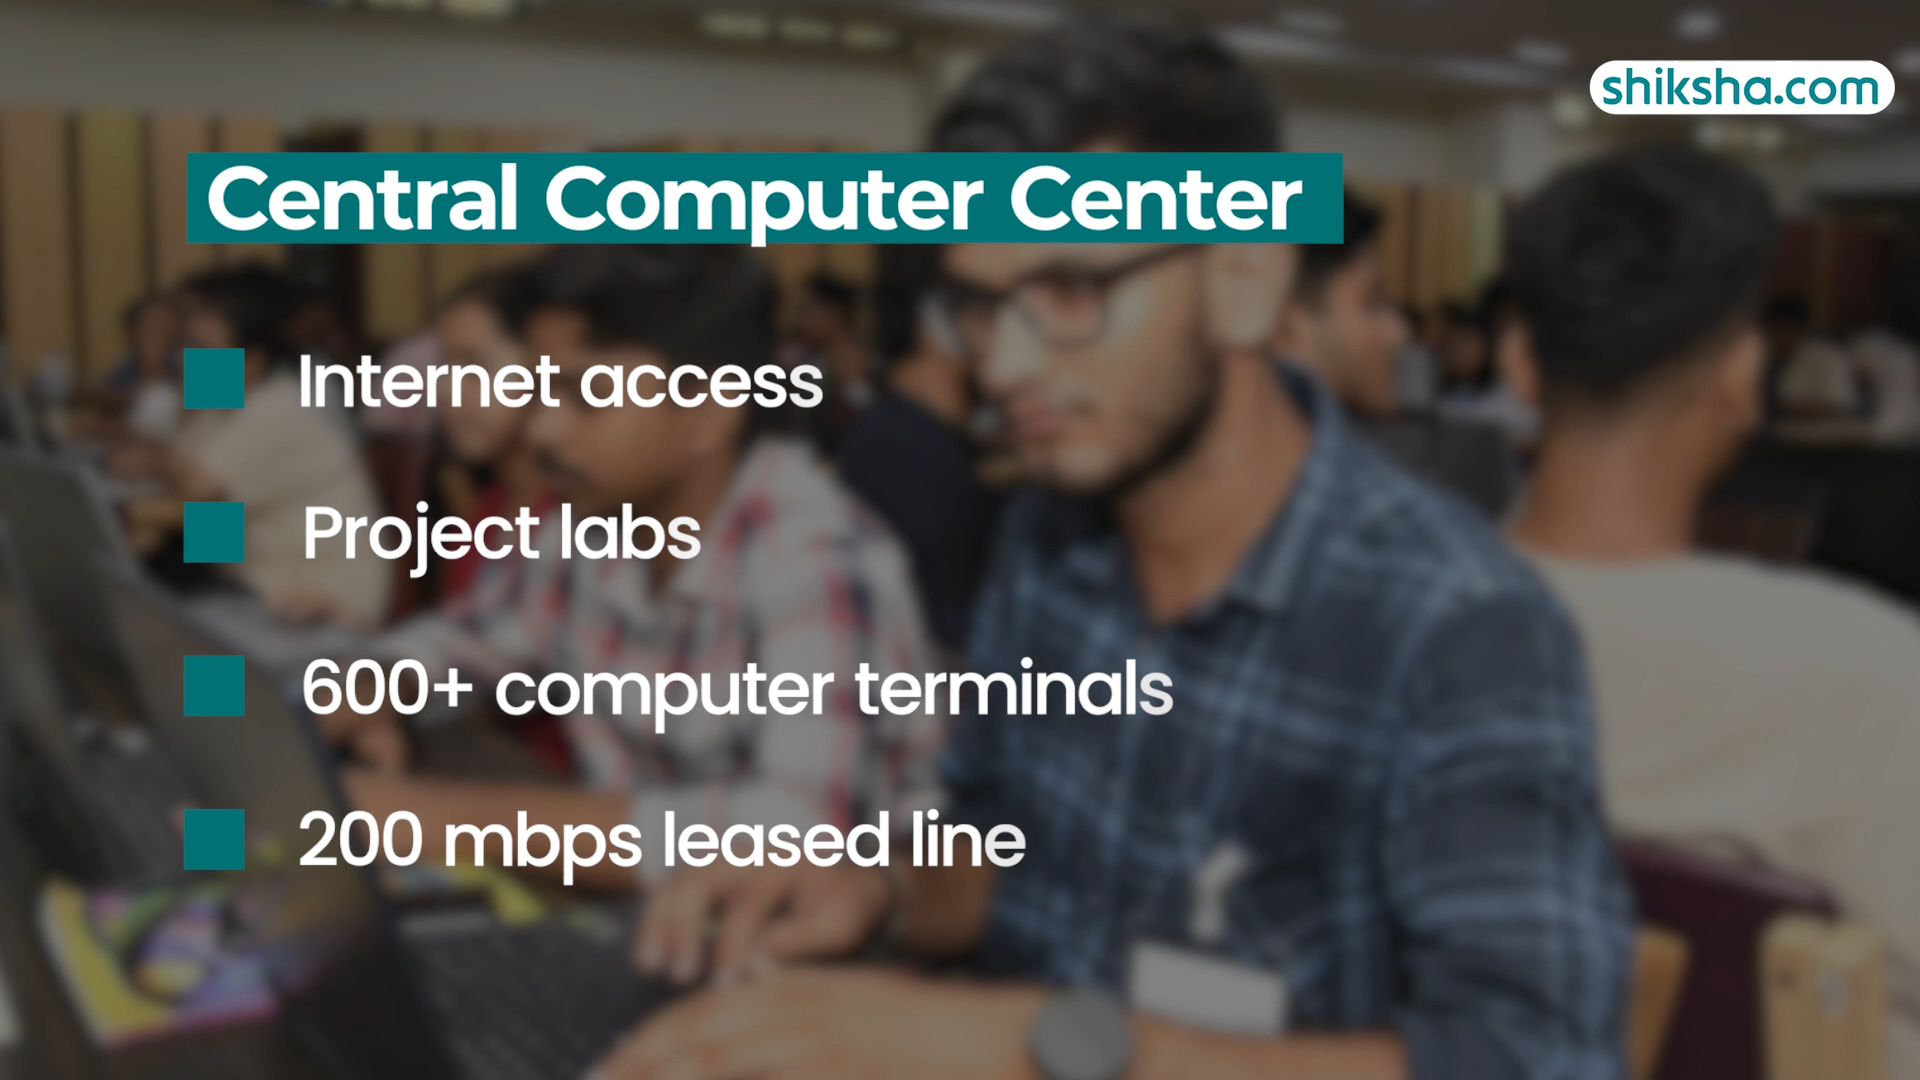 shiksha.com
Central Computer Center
Internet access
Project labs
600+ computer terminals
200 mbps leased line